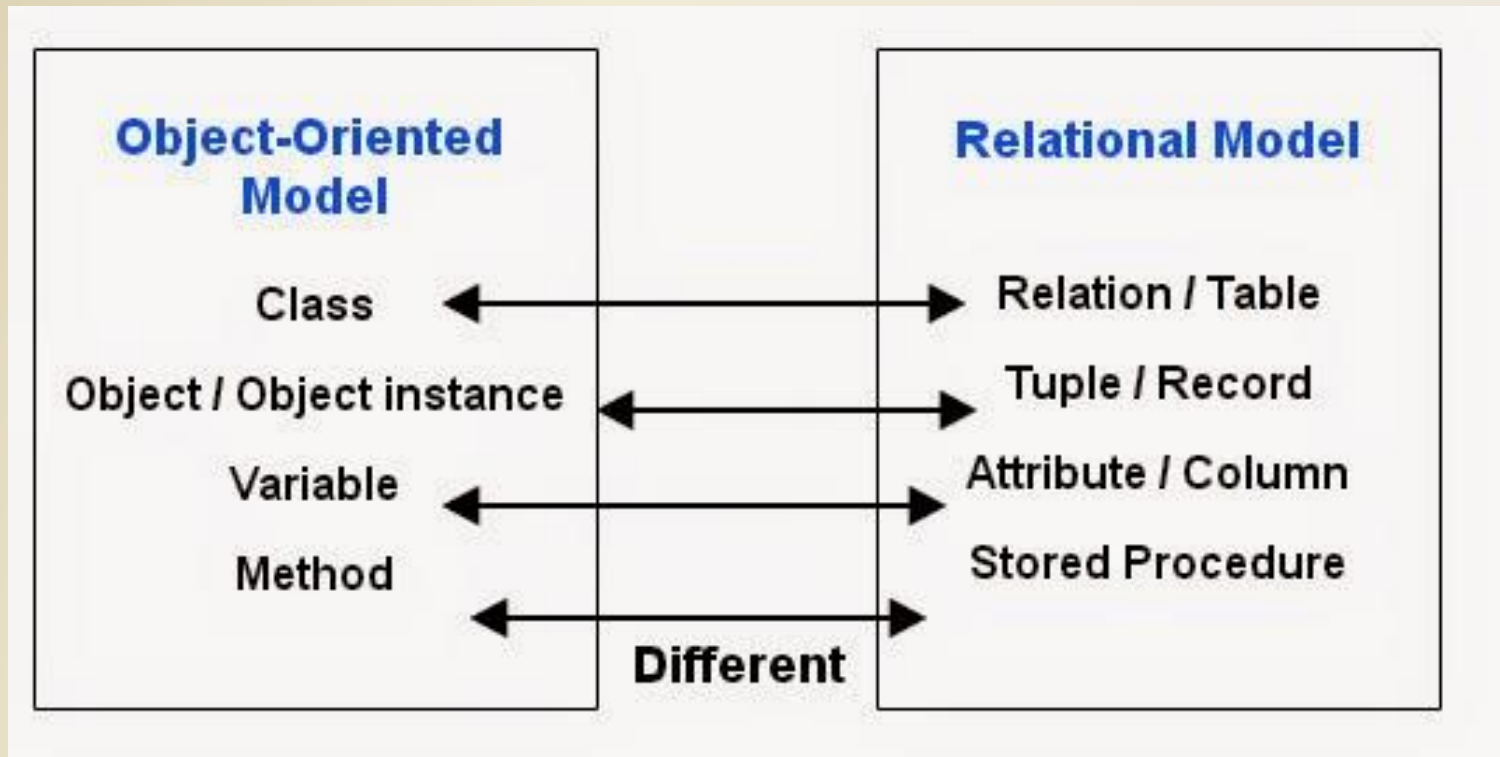 Object-Oriented
Model
Class
Object / Object instance
Variable
Method
Relational Model
Relation / Table
Tuple / Record
Attribute / Column
Stored Procedure
Different